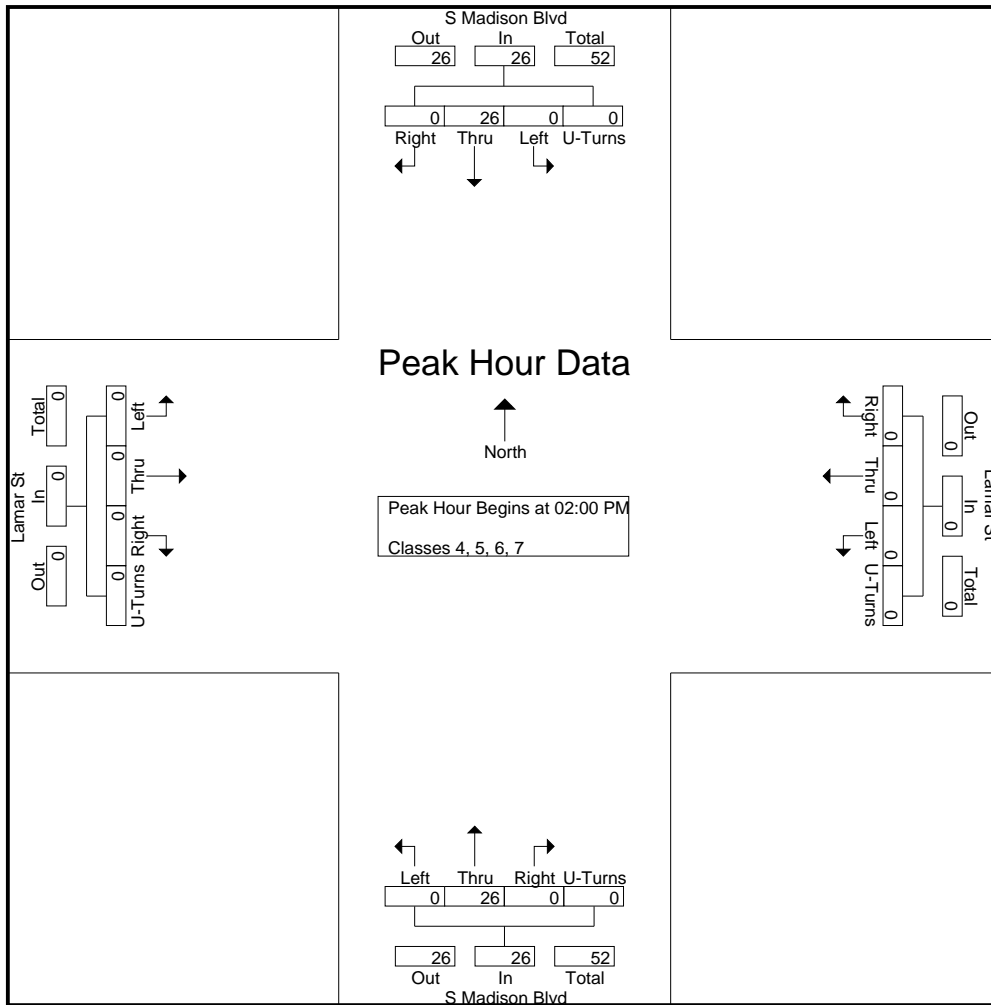 S Madison Blvd
Out In Total
26 26 52
0 26 0 0
Right Thru Left U-Turns
Peak Hour Data
North
Peak Hour Begins at 02:00 PM
Classes 4, 5, 6, 7
Lamar St
Total In Out
0 0 0
0 0 0 0
Left Thru Right U-Turns
Right Thru Left U-Turns
0 0 0 0
Out In Total
0 0 0
Lamar St
Left Thru Right U-Turns
0 26 0 0
26 26 52
Out In Total
S Madison Blvd